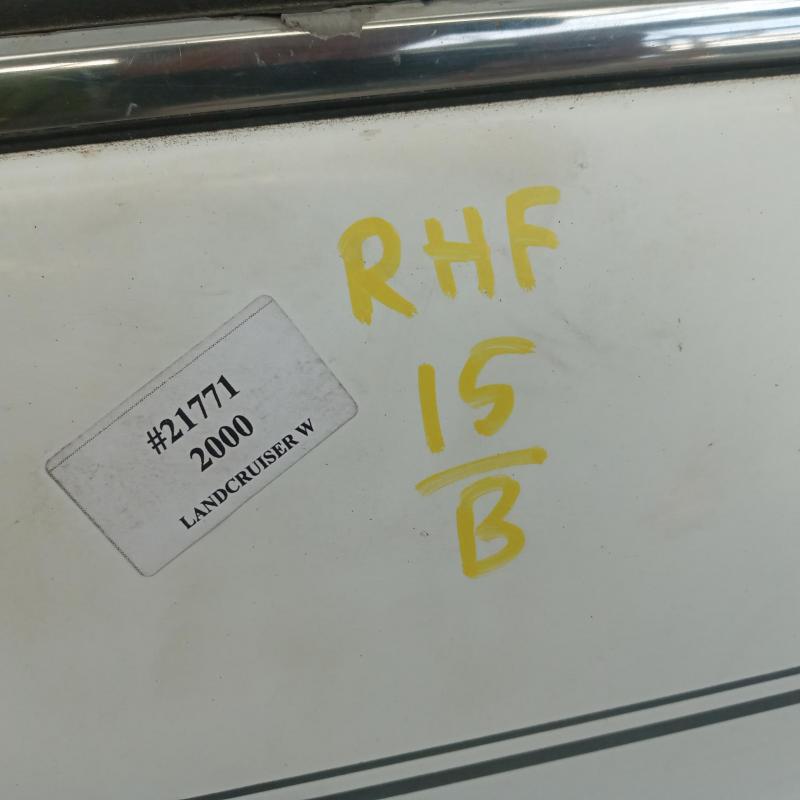 RHF
15
B
#21771
2000
LANDCRUISER W